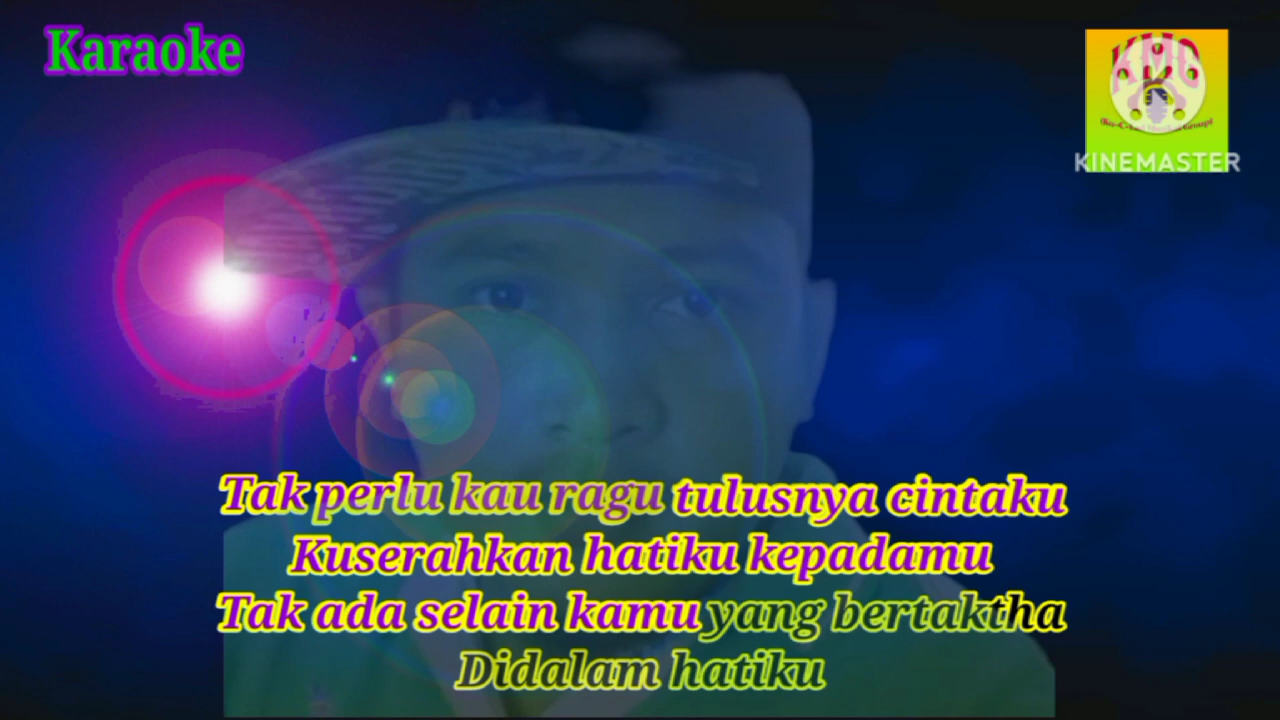 Karaoke
KMG
KINEMASTER
Tak perlu kau ragu tulusnya cintaku
Kuserahkan hatiku kepadamu
Tak ada selain kamu yang bertaktha
Didalam hatiku